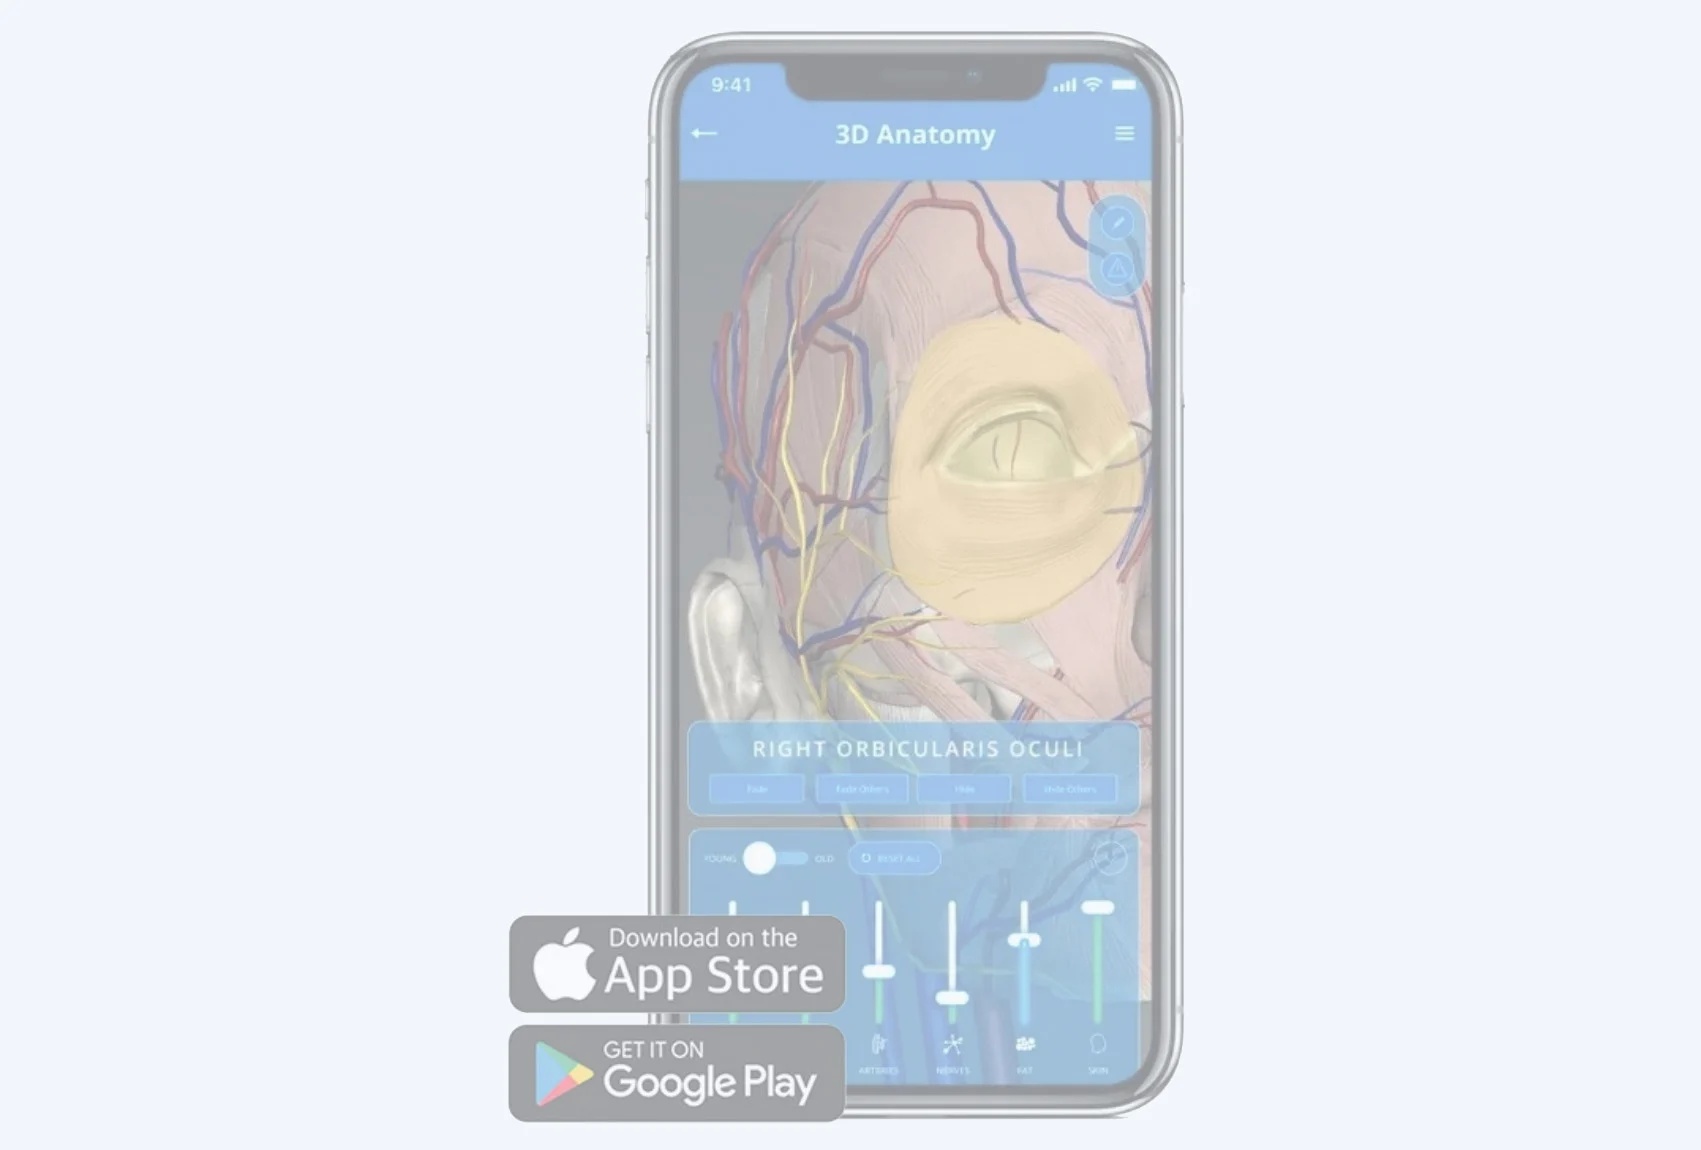 9:41
3D Anatomy
RIGHT ORBICULARIS OCULI
Fade
Fade Others
Hide
Hide Others
YOUNG
OLD
RESET ALL
ARTERIES
NERVES
FAT
SKIN
Download on the
App Store
GET IT ON
Google Play